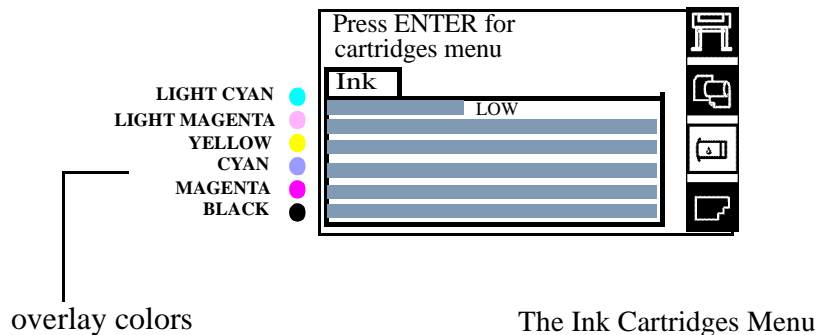 Press ENTER for
cartridges menu
Ink
LIGHT CYAN
LOW
LIGHT MAGENTA
YELLOW
CYAN
MAGENTA
BLACK
overlay colors
The Ink Cartridges Menu